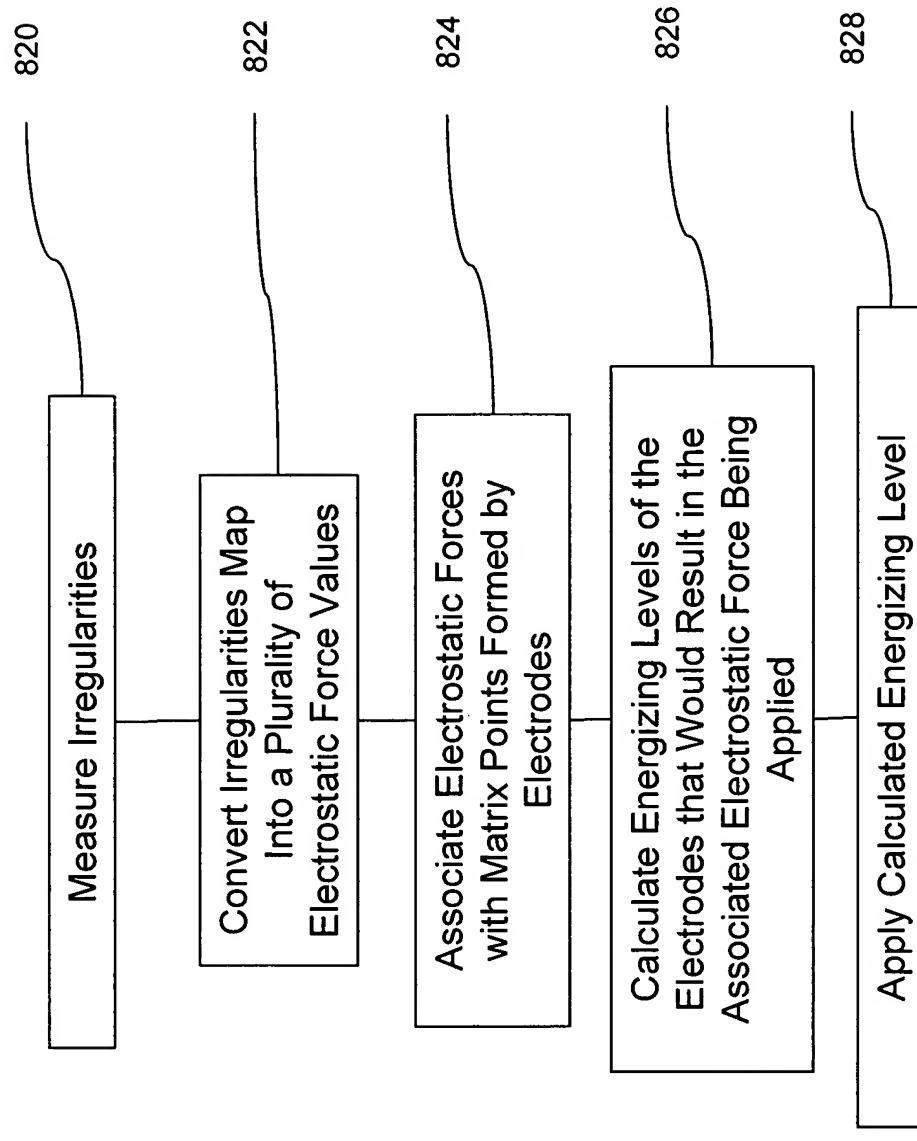 Measure Irregularities
820
Convert Irregularities Map
Into a Plurality of
Electrostatic Force Values
822
Associate Electrostatic Forces
with Matrix Points Formed by
Electrodes
824
Calculate Energizing Levels of the
Electrodes that Would Result in the
Associated Electrostatic Force Being
Applied
826
Apply Calculated Energizing Level
828